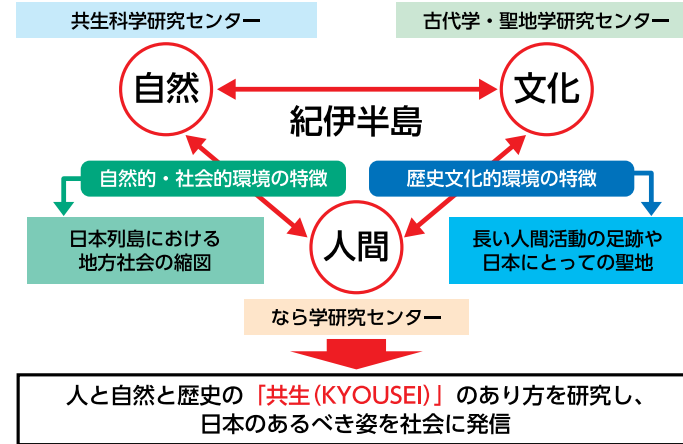 共生科学研究センター
古代学・聖地学研究センター
自然
文化
紀伊半島
自然的・社会的環境の特徴
歴史文化的環境の特徴
日本列島における
地方社会の縮図
人間
長い人間活動の足跡や
日本にとっての聖地
なら学研究センター
人と自然と歴史の「共生（KYOUSEI）」のあり方を研究し、
日本のあるべき姿を社会に発信